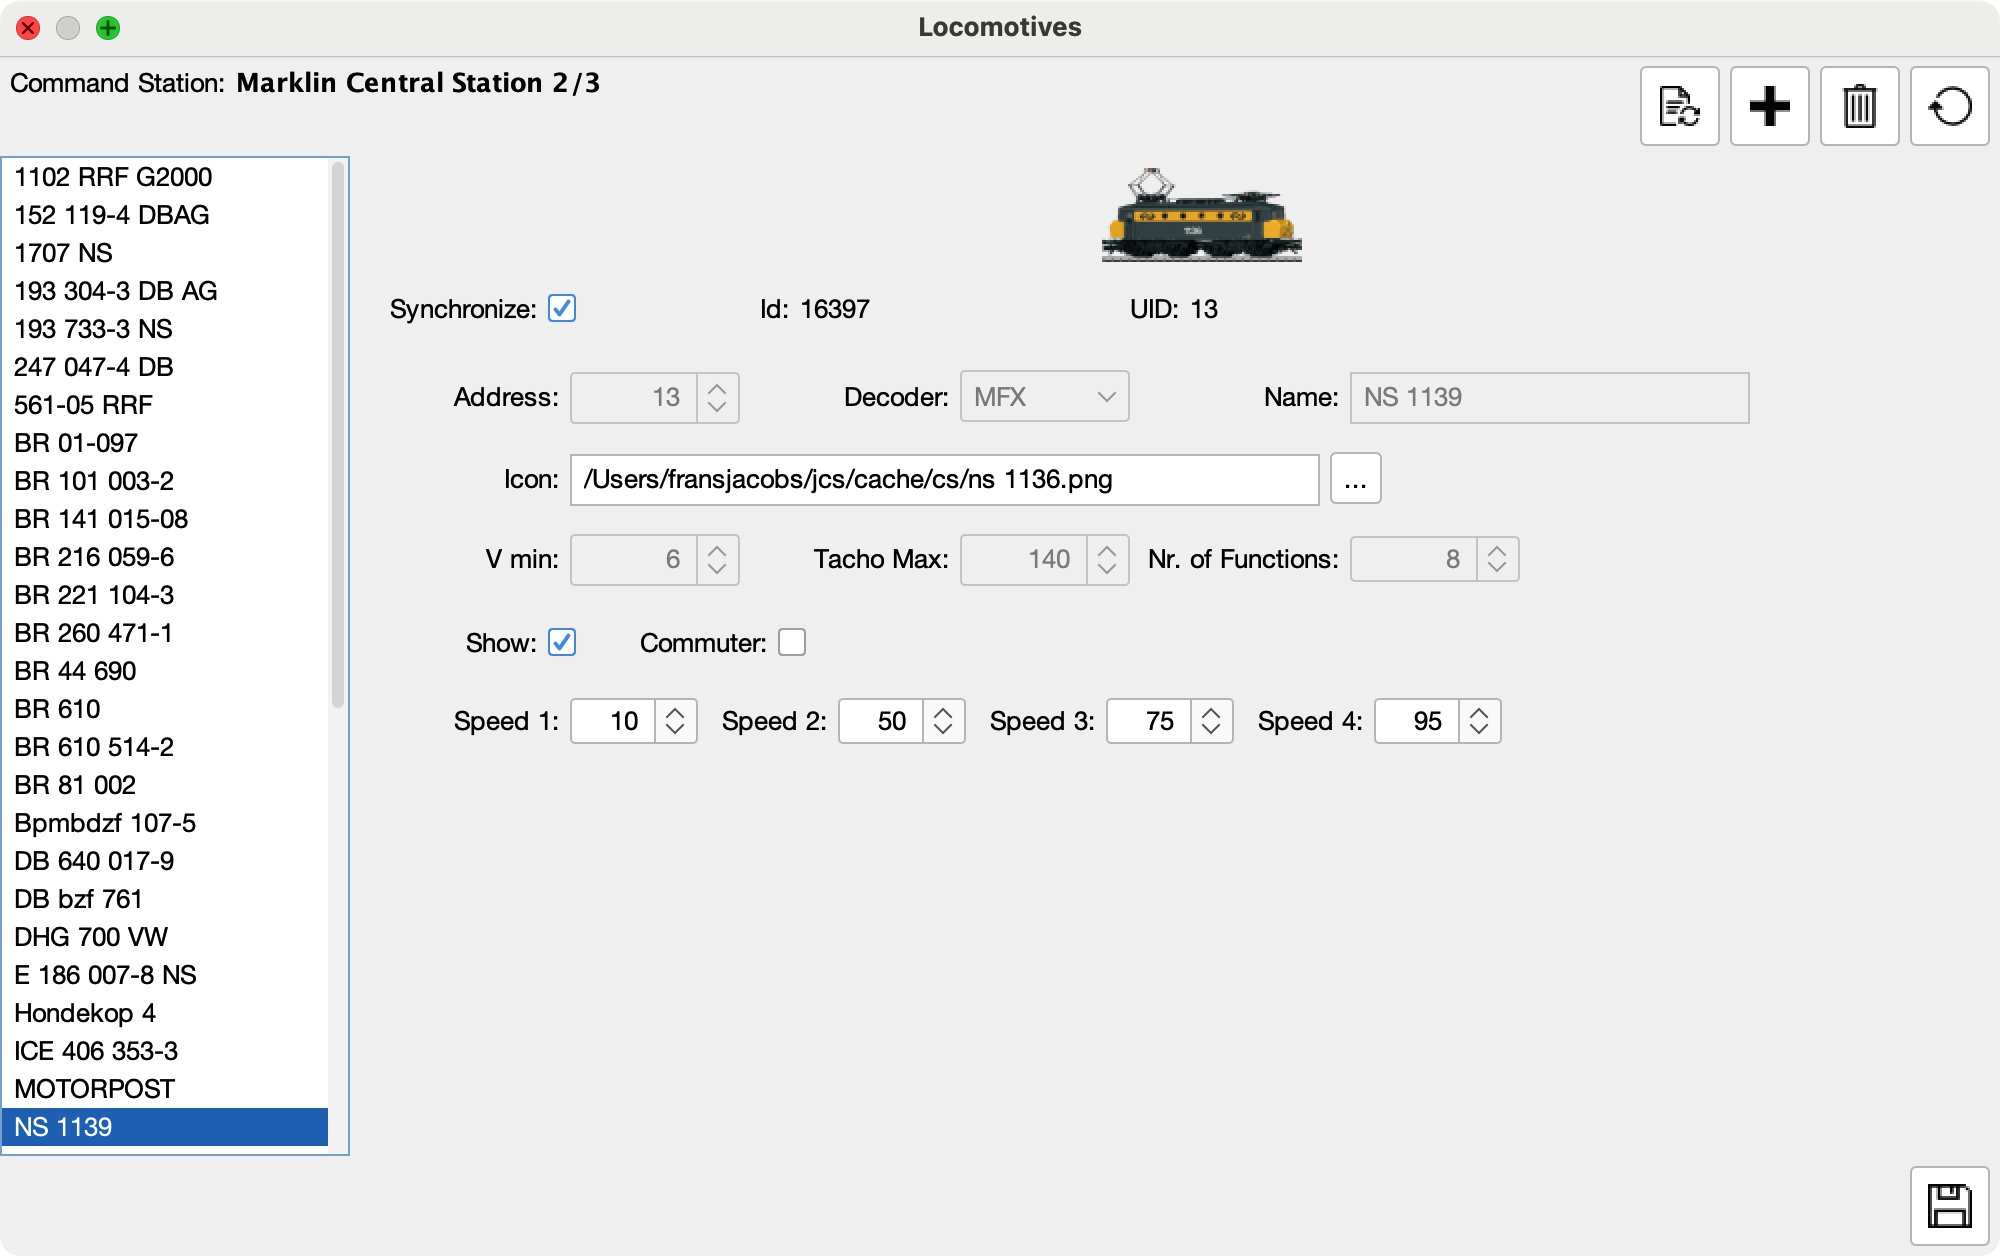 Locomotives
Command Station: Marklin Central Station 2/3
1102 RRF G2000
152 119-4 DBAG
1707 NS
193 304-3 DB AG
193 733-3 NS
247 047-4 DB
561-05 RRF
BR 01-097
BR 101 003-2
BR 141 015-08
BR 216 059-6
BR 221 104-3
BR 260 471-1
BR 44 690
BR 610
BR 610 514-2
BR 81 002
Bpmbdzf 107-5
DB 640 017-9
DB bzf 761
DHG 700 VW
E 186 007-8 NS
Hondekop 4
ICE 406 353-3
MOTORPOST
NS 1139
1136
Synchronize: Id: 16397 UID: 13
Address: 13 Decoder: MFX Name: NS 1139
Icon: /Users/fransjacobs/jcs/cache/cs/ns 1136.png ...
V min: 6 Tacho Max: 140 Nr. of Functions: 8
Show: Commuter:
Speed 1: 10 Speed 2: 50 Speed 3: 75 Speed 4: 95